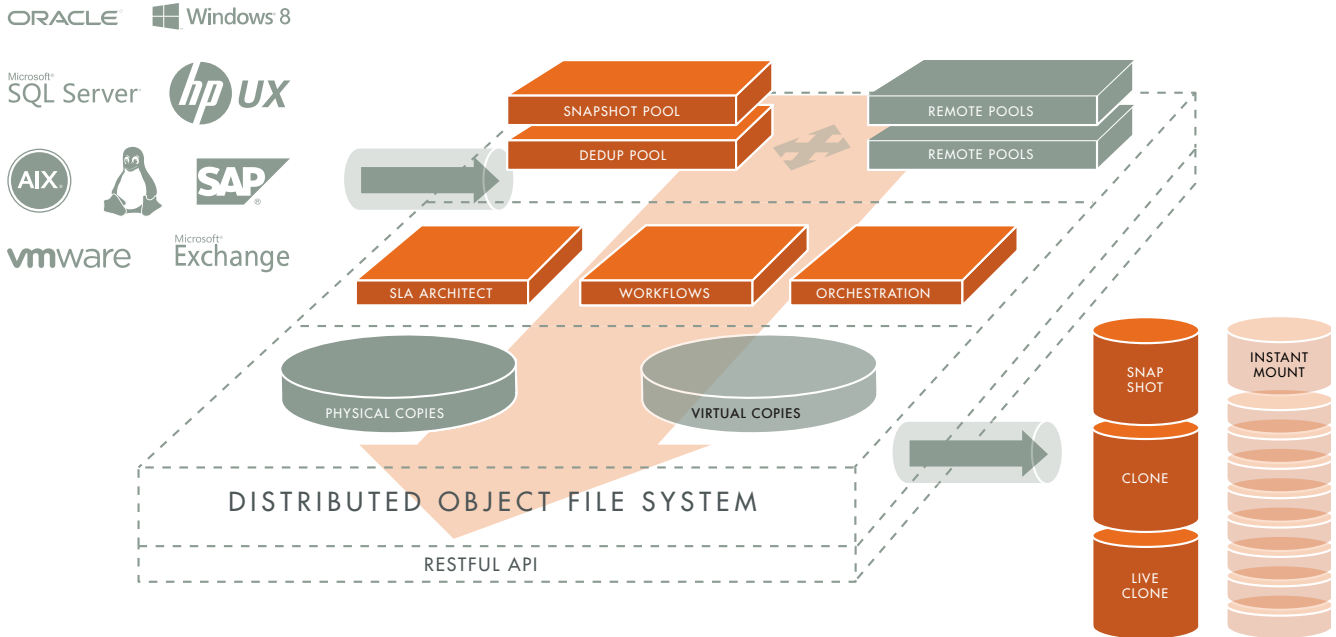 ORACLE
Windows 8
Microsoft®
SQL Server
hp UX
AIX
SAP®
vmware
Microsoft®
Exchange
SNAPSHOT POOL
DEDUP POOL
REMOTE POOLS
REMOTE POOLS
SLA ARCHITECT
WORKFLOWS
ORCHESTRATION
PHYSICAL COPIES
VIRTUAL COPIES
DISTRIBUTED OBJECT FILE SYSTEM
RESTFUL API
SNAP
SHOT
CLONE
LIVE
CLONE
INSTANT
MOUNT